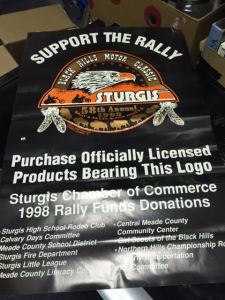 SUPPORT THE RALLY
BLACK HILLS MOTOR CLASSIC
STURGIS
58th Annual
1998
Purchase Officially Licensed
Products Bearing This Logo
Sturgis Chamber of Commerce
1998 Rally Funds Donations
· Sturgis High School Rodeo Club
Calvary Days Committee
Meade County School District
Sturgis Fire Department
Sturgis Little League
Meade County Literacy
· Central Meade County
Community Center
Girl Scouts of the Black Hills
· Northern Hills Championship
Transportation
Committee